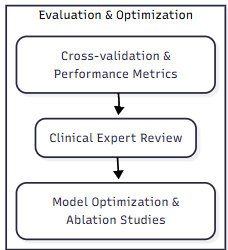 Evaluation & Optimization
Cross-validation &
Performance Metrics
Clinical Expert Review
Model Optimization &
Ablation Studies